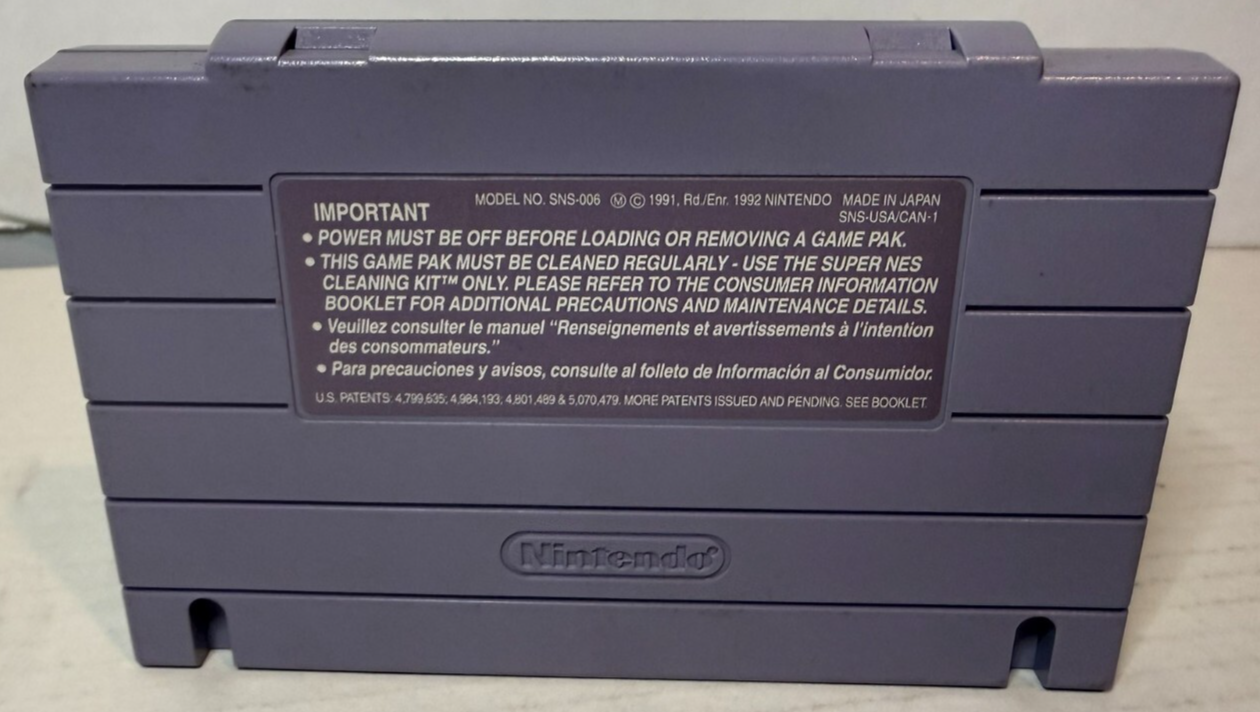 MODEL NO. SNS-006 Ⓜ © 1991, Rd./Enr. 1992 NINTENDO MADE IN JAPAN
SNS-USA/CAN-1
IMPORTANT
• POWER MUST BE OFF BEFORE LOADING OR REMOVING A GAME PAK.
• THIS GAME PAK MUST BE CLEANED REGULARLY - USE THE SUPER NES
CLEANING KIT™ ONLY. PLEASE REFER TO THE CONSUMER INFORMATION
BOOKLET FOR ADDITIONAL PRECAUTIONS AND MAINTENANCE DETAILS.
• Veuillez consulter le manuel “Renseignements et avertissements à l'intention
des consommateurs.”
• Para precauciones y avisos, consulte al folleto de Información al Consumidor.
U.S. PATENTS: 4,799,635; 4,984,193; 4,801,489 & 5,070,479. MORE PATENTS ISSUED AND PENDING. SEE BOOKLET.
Nintendo®